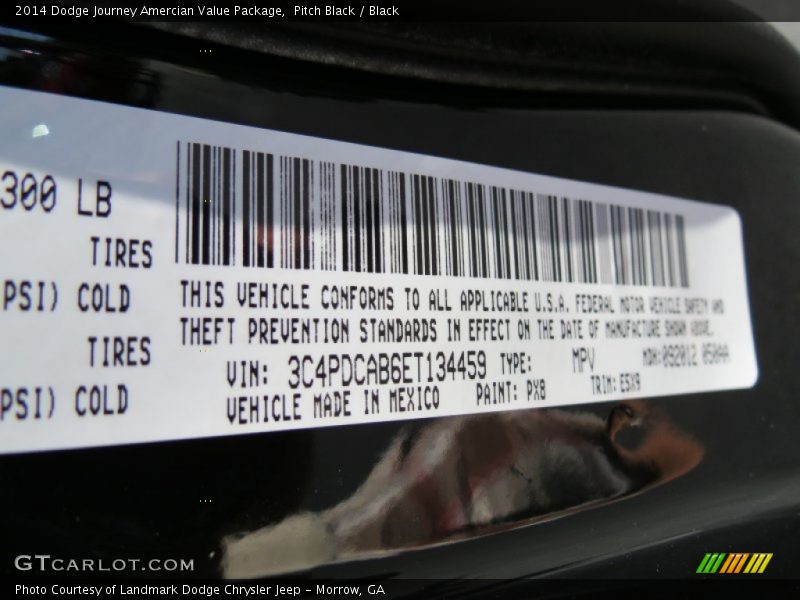 2014 Dodge Journey Amercian Value Package, Pitch Black / Black
300 LB
TIRES
PSI) COLD
TIRES
PSI) COLD
THIS VEHICLE CONFORMS TO ALL APPLICABLE U.S.A. FEDERAL MOTOR VEHICLE SAFETY AND
THEFT PREVENTION STANDARDS IN EFFECT ON THE DATE OF MANUFACTURE SHOWN ABOVE.
VIN: 3C4PDCAB6ET134459 TYPE: MPV MDH: 092012 050AA
VEHICLE MADE IN MEXICO PAINT: PX8 TRIM: E5X9
GTCARLOT.COM
Photo Courtesy of Landmark Dodge Chrysler Jeep - Morrow, GA